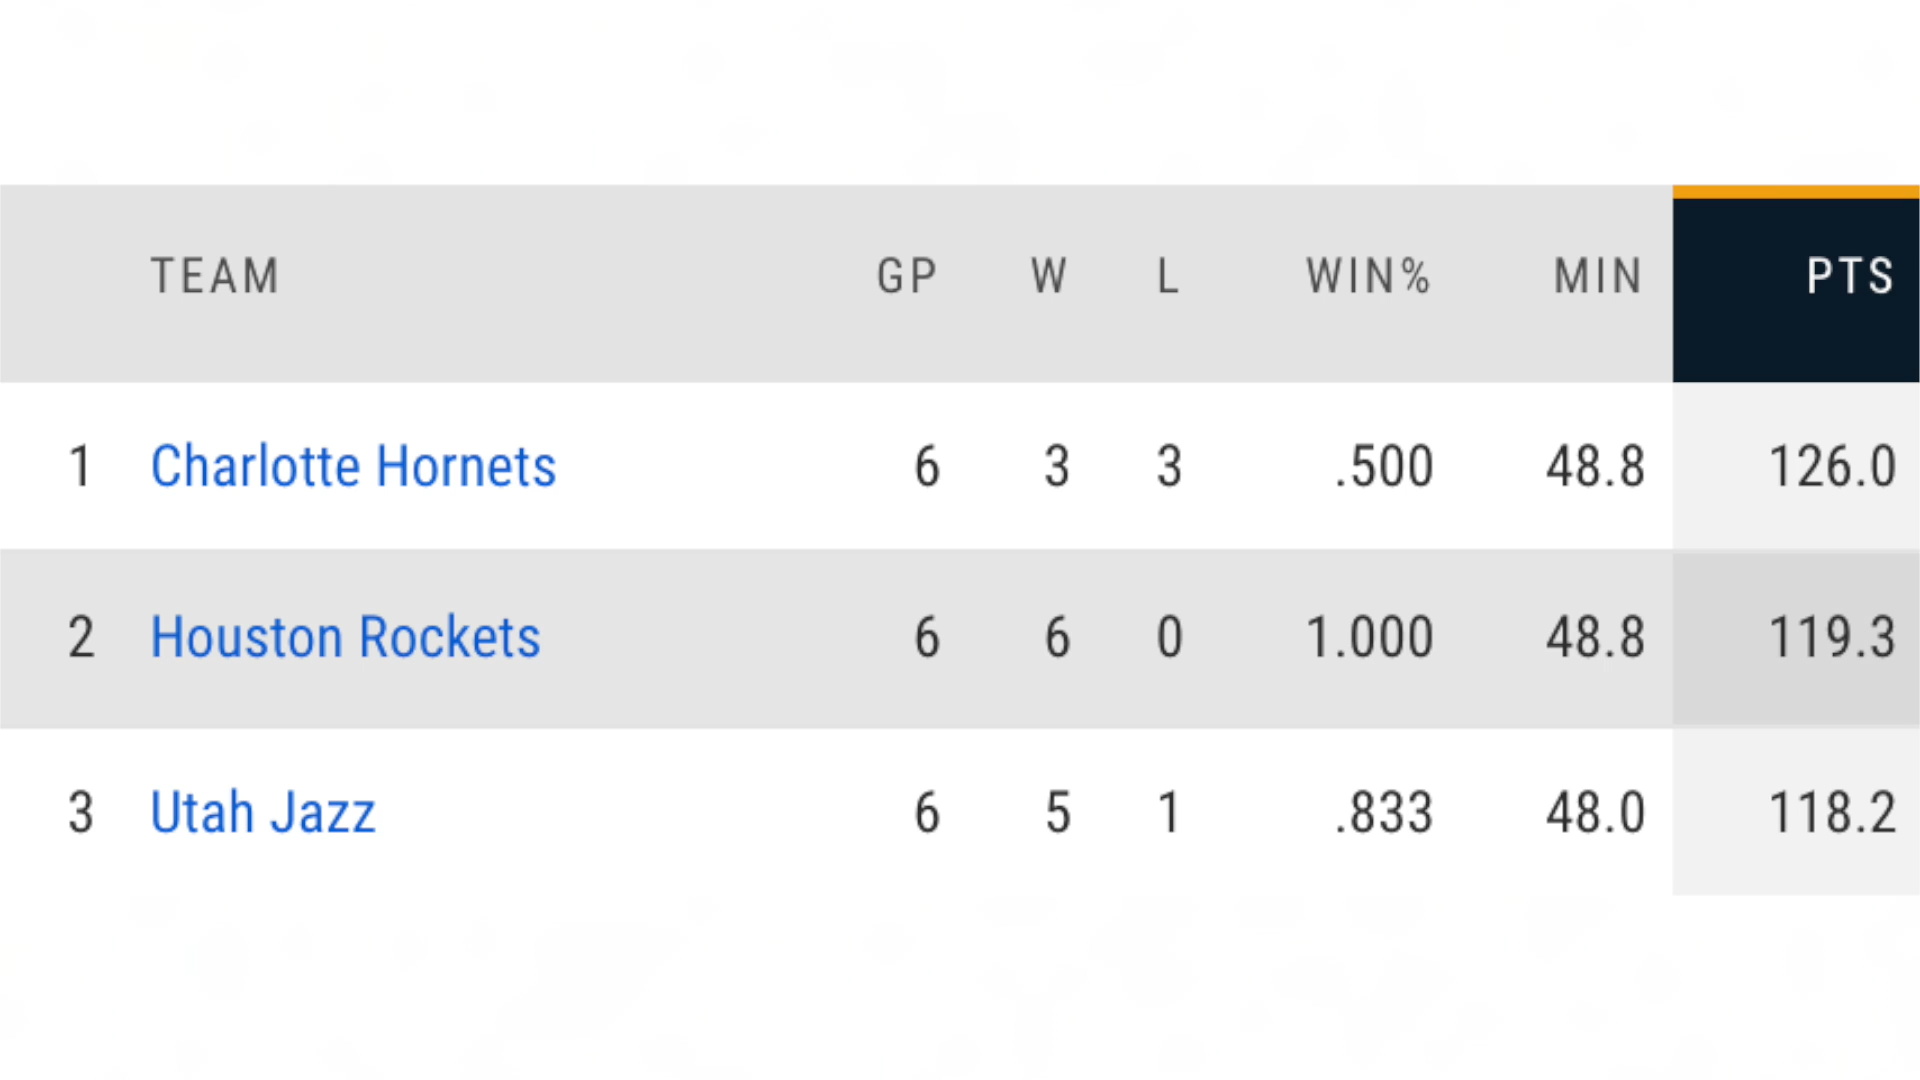 TEAM GP W L WIN% MIN PTS
1 Charlotte Hornets 6 3 3 .500 48.8 126.0
2 Houston Rockets 6 6 0 1.000 48.8 119.3
3 Utah Jazz 6 5 1 .833 48.0 118.2